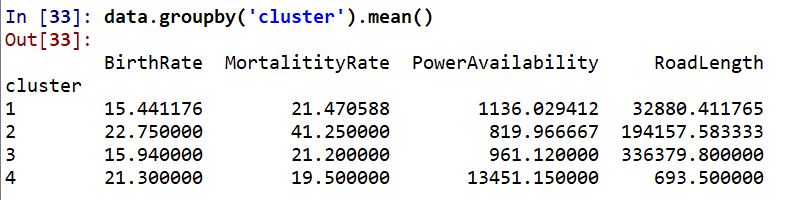 In [33]: data.groupby('cluster').mean()
Out[33]:
BirthRate MortalitityRate PowerAvailability RoadLength
cluster
1 15.441176 21.470588 1136.029412 32880.411765
2 22.750000 41.250000 819.966667 194157.583333
3 15.940000 21.200000 961.120000 336379.800000
4 21.300000 19.500000 13451.150000 693.500000